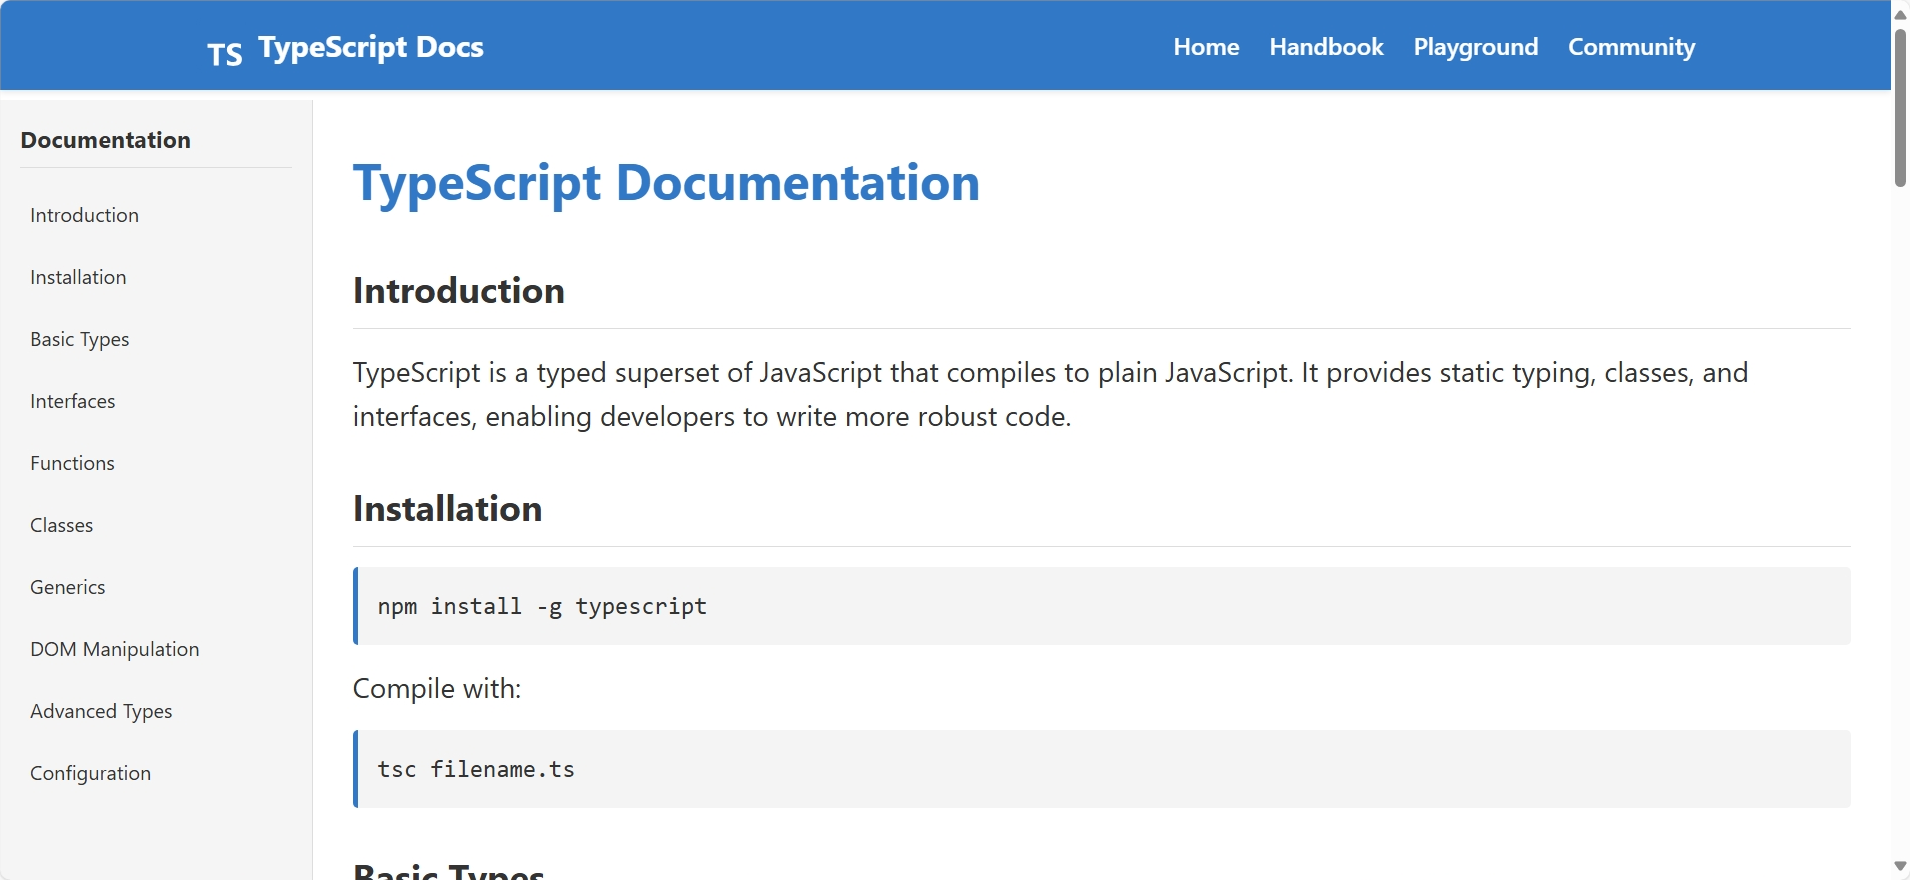 TS TypeScript Docs
Home Handbook Playground Community
Documentation
Introduction
Installation
Basic Types
Interfaces
Functions
Classes
Generics
DOM Manipulation
Advanced Types
Configuration
TypeScript Documentation
Introduction
TypeScript is a typed superset of JavaScript that compiles to plain JavaScript. It provides static typing, classes, and
interfaces, enabling developers to write more robust code.
Installation
npm install -g typescript
Compile with:
tsc filename.ts
Basic Types